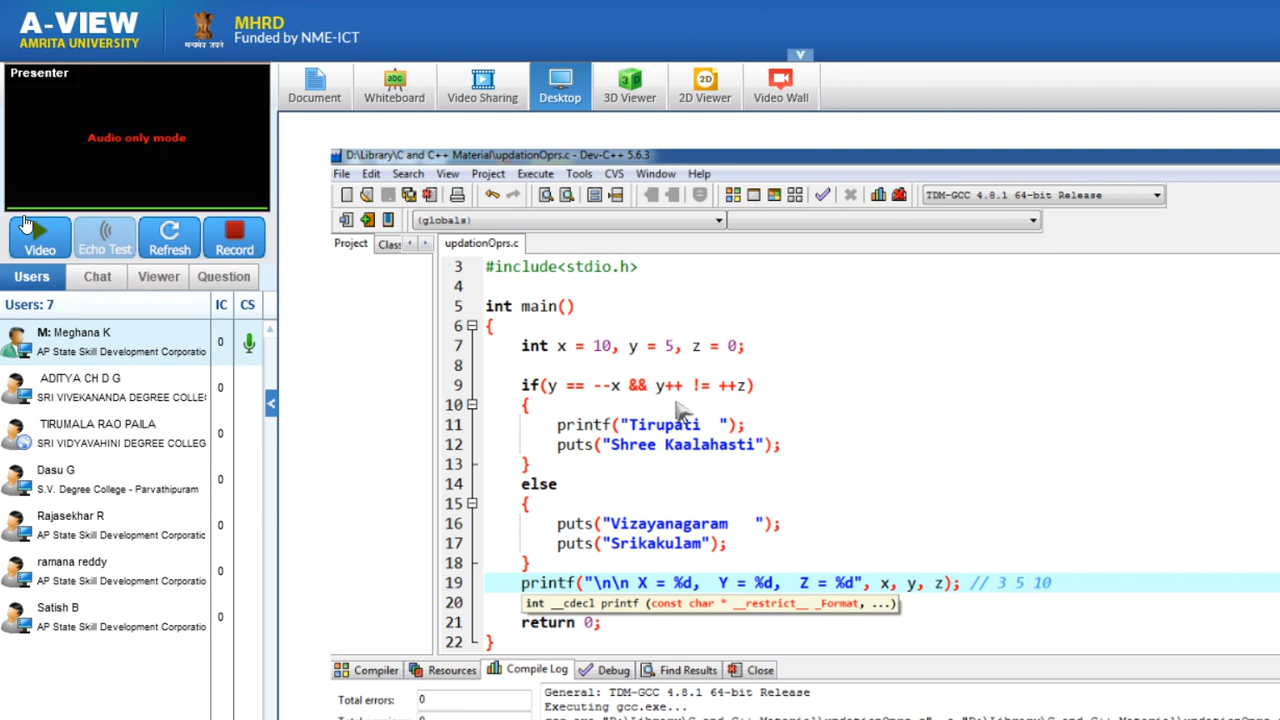 A-VIEW
AMRITA UNIVERSITY
MHRD
Funded by NME-ICT
Presenter
Audio only mode
Document
Whiteboard
Video Sharing
Desktop
3D Viewer
2D Viewer
Video Wall
Video
Echo Test
Refresh
Record
Users Chat Viewer Question
Users: 7 IC CS
M: Meghana K
AP State Skill Development Corporatio
0
ADITYA CH D G
SRI VIVEKANANDA DEGREE COLLE
0
TIRUMALA RAO PAILA
SRI VIDYAVAHINI DEGREE COLLEG
0
Dasu G
S.V. Degree College - Parvathipuram
0
Rajasekhar R
AP State Skill Development Corporatio
0
ramana reddy
AP State Skill Development Corporatio
0
Satish B
AP State Skill Development Corporatio
0
D:\Library\C and C++ Material\updationOprs.c - Dev-C++ 5.6.3
File Edit Search View Project Execute Tools CVS Window Help
TDM-GCC 4.8.1 64-bit Release
(globals)
Project Clas
updationOprs.c
3 #include<stdio.h>
4
5 int main()
6 {
7 int x = 10, y = 5, z = 0;
8
9 if(y == --x && y++ != ++z)
10 {
11 printf("Tirupati  ");
12 puts("Shree Kaalahasti");
13 }
14 else
15 {
16 puts("Vizayanagaram   ");
17 puts("Srikakulam");
18 }
19 printf("\n\n X = %d,  Y = %d,  Z = %d", x, y, z); // 3 5 10
20 int __cdecl printf (const char * __restrict__ _Format, ...)
21 return 0;
22 }
Compiler Resources Compile Log Debug Find Results Close
Total errors: 0
General: TDM-GCC 4.8.1 64-bit Release
Executing gcc.exe...